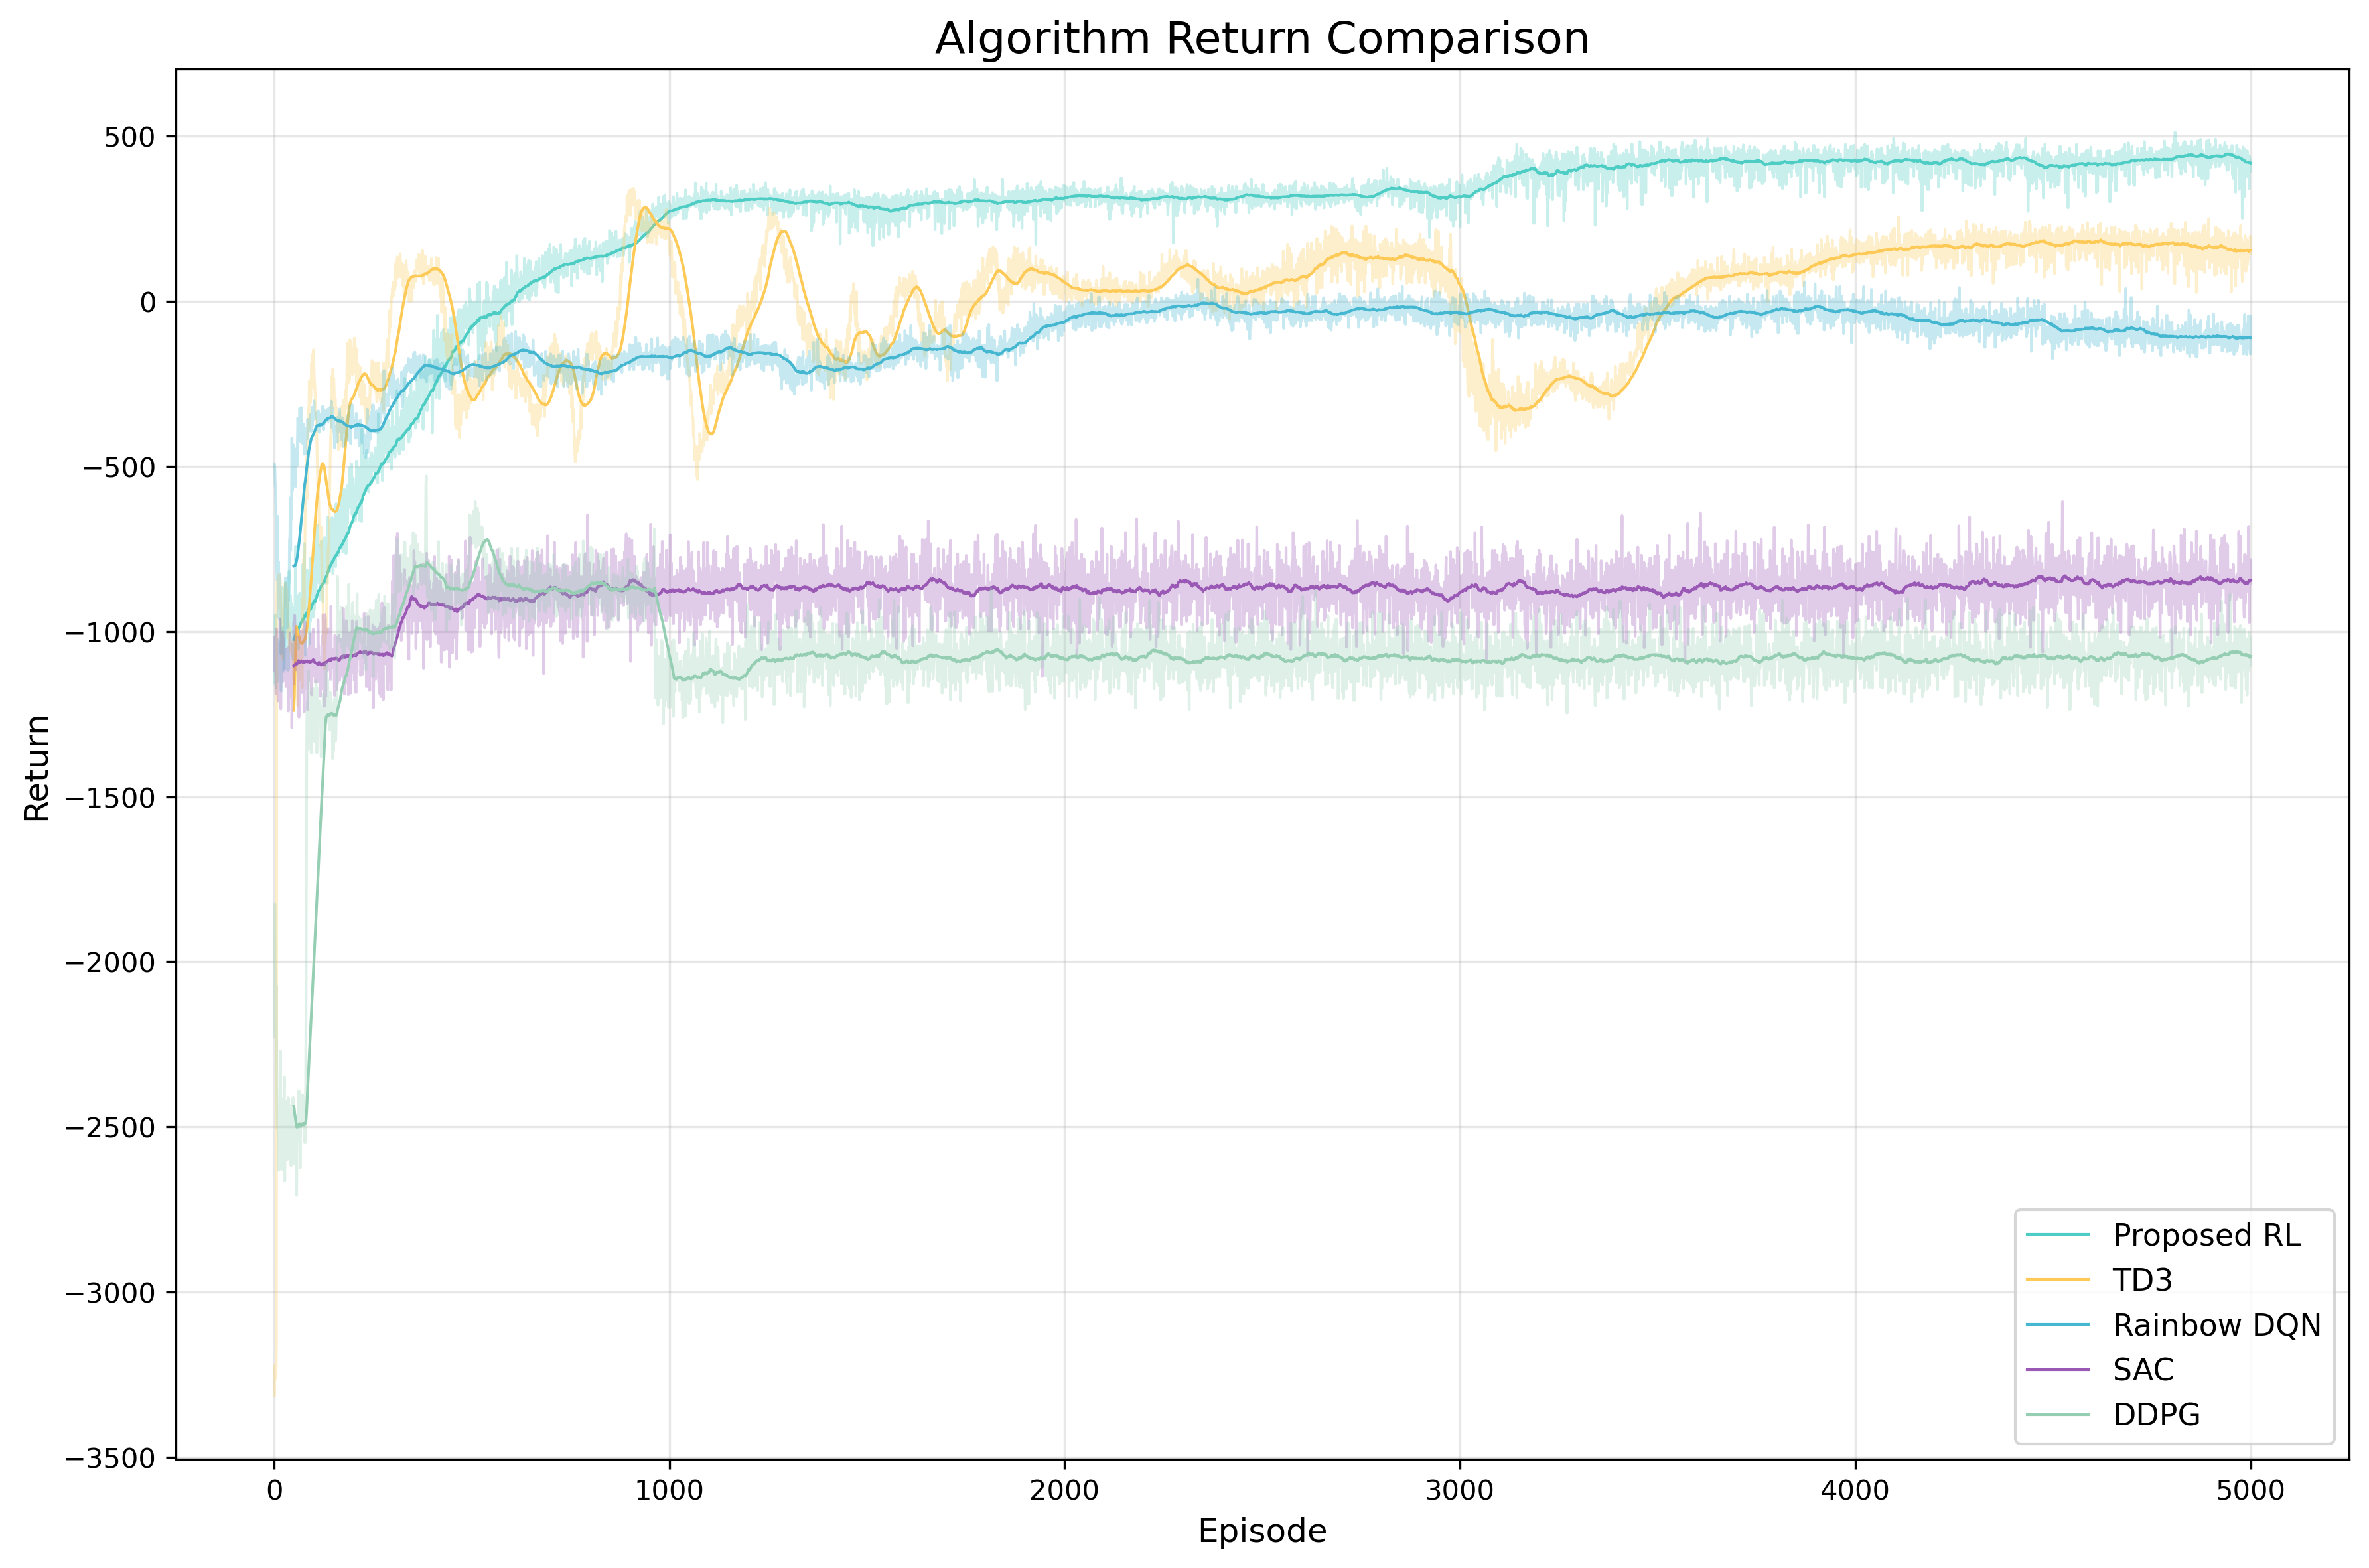 Algorithm Return Comparison
500
0
−500
−1000
−1500
−2000
−2500
−3000
−3500
Return
0 1000 2000 3000 4000 5000
Episode
Proposed RL
TD3
Rainbow DQN
SAC
DDPG